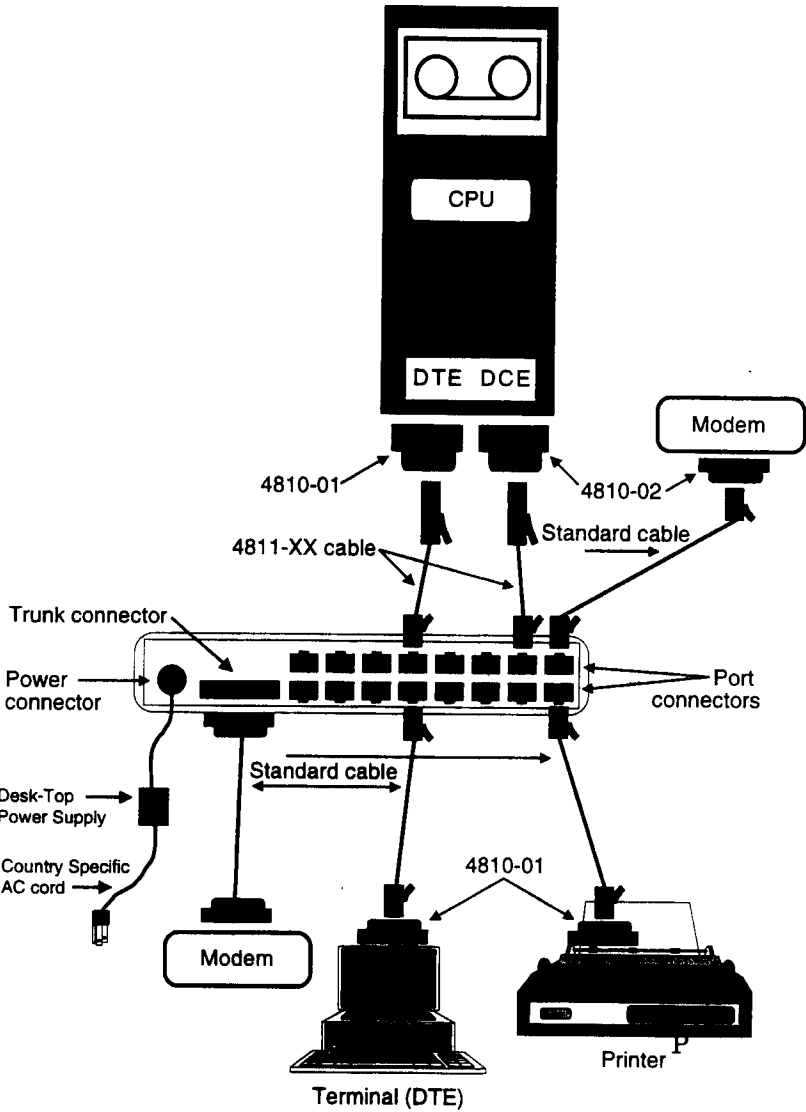 CPU
DTE DCE
Modem
4810-01
4810-02
4811-XX cable
Standard cable
Trunk connector
Power
connector
Port
connectors
Standard cable
Desk-Top
Power Supply
Country Specific
AC cord
4810-01
Modem
Printer
P
Terminal (DTE)